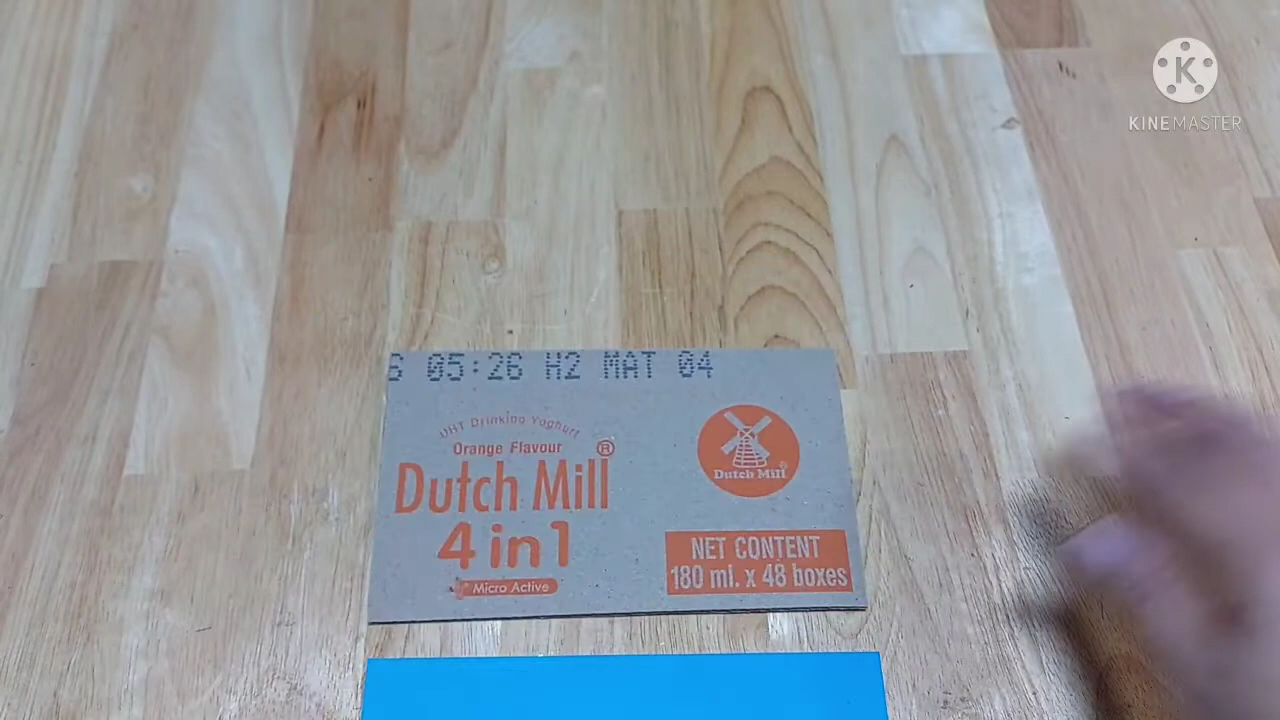 KINEMASTER
6 05:26 H2 MAT 04
UHT Drinking Yoghurt
Orange Flavour
Dutch Mill®
4 in 1
Micro Active
Dutch Mill®
NET CONTENT
180 ml. x 48 boxes